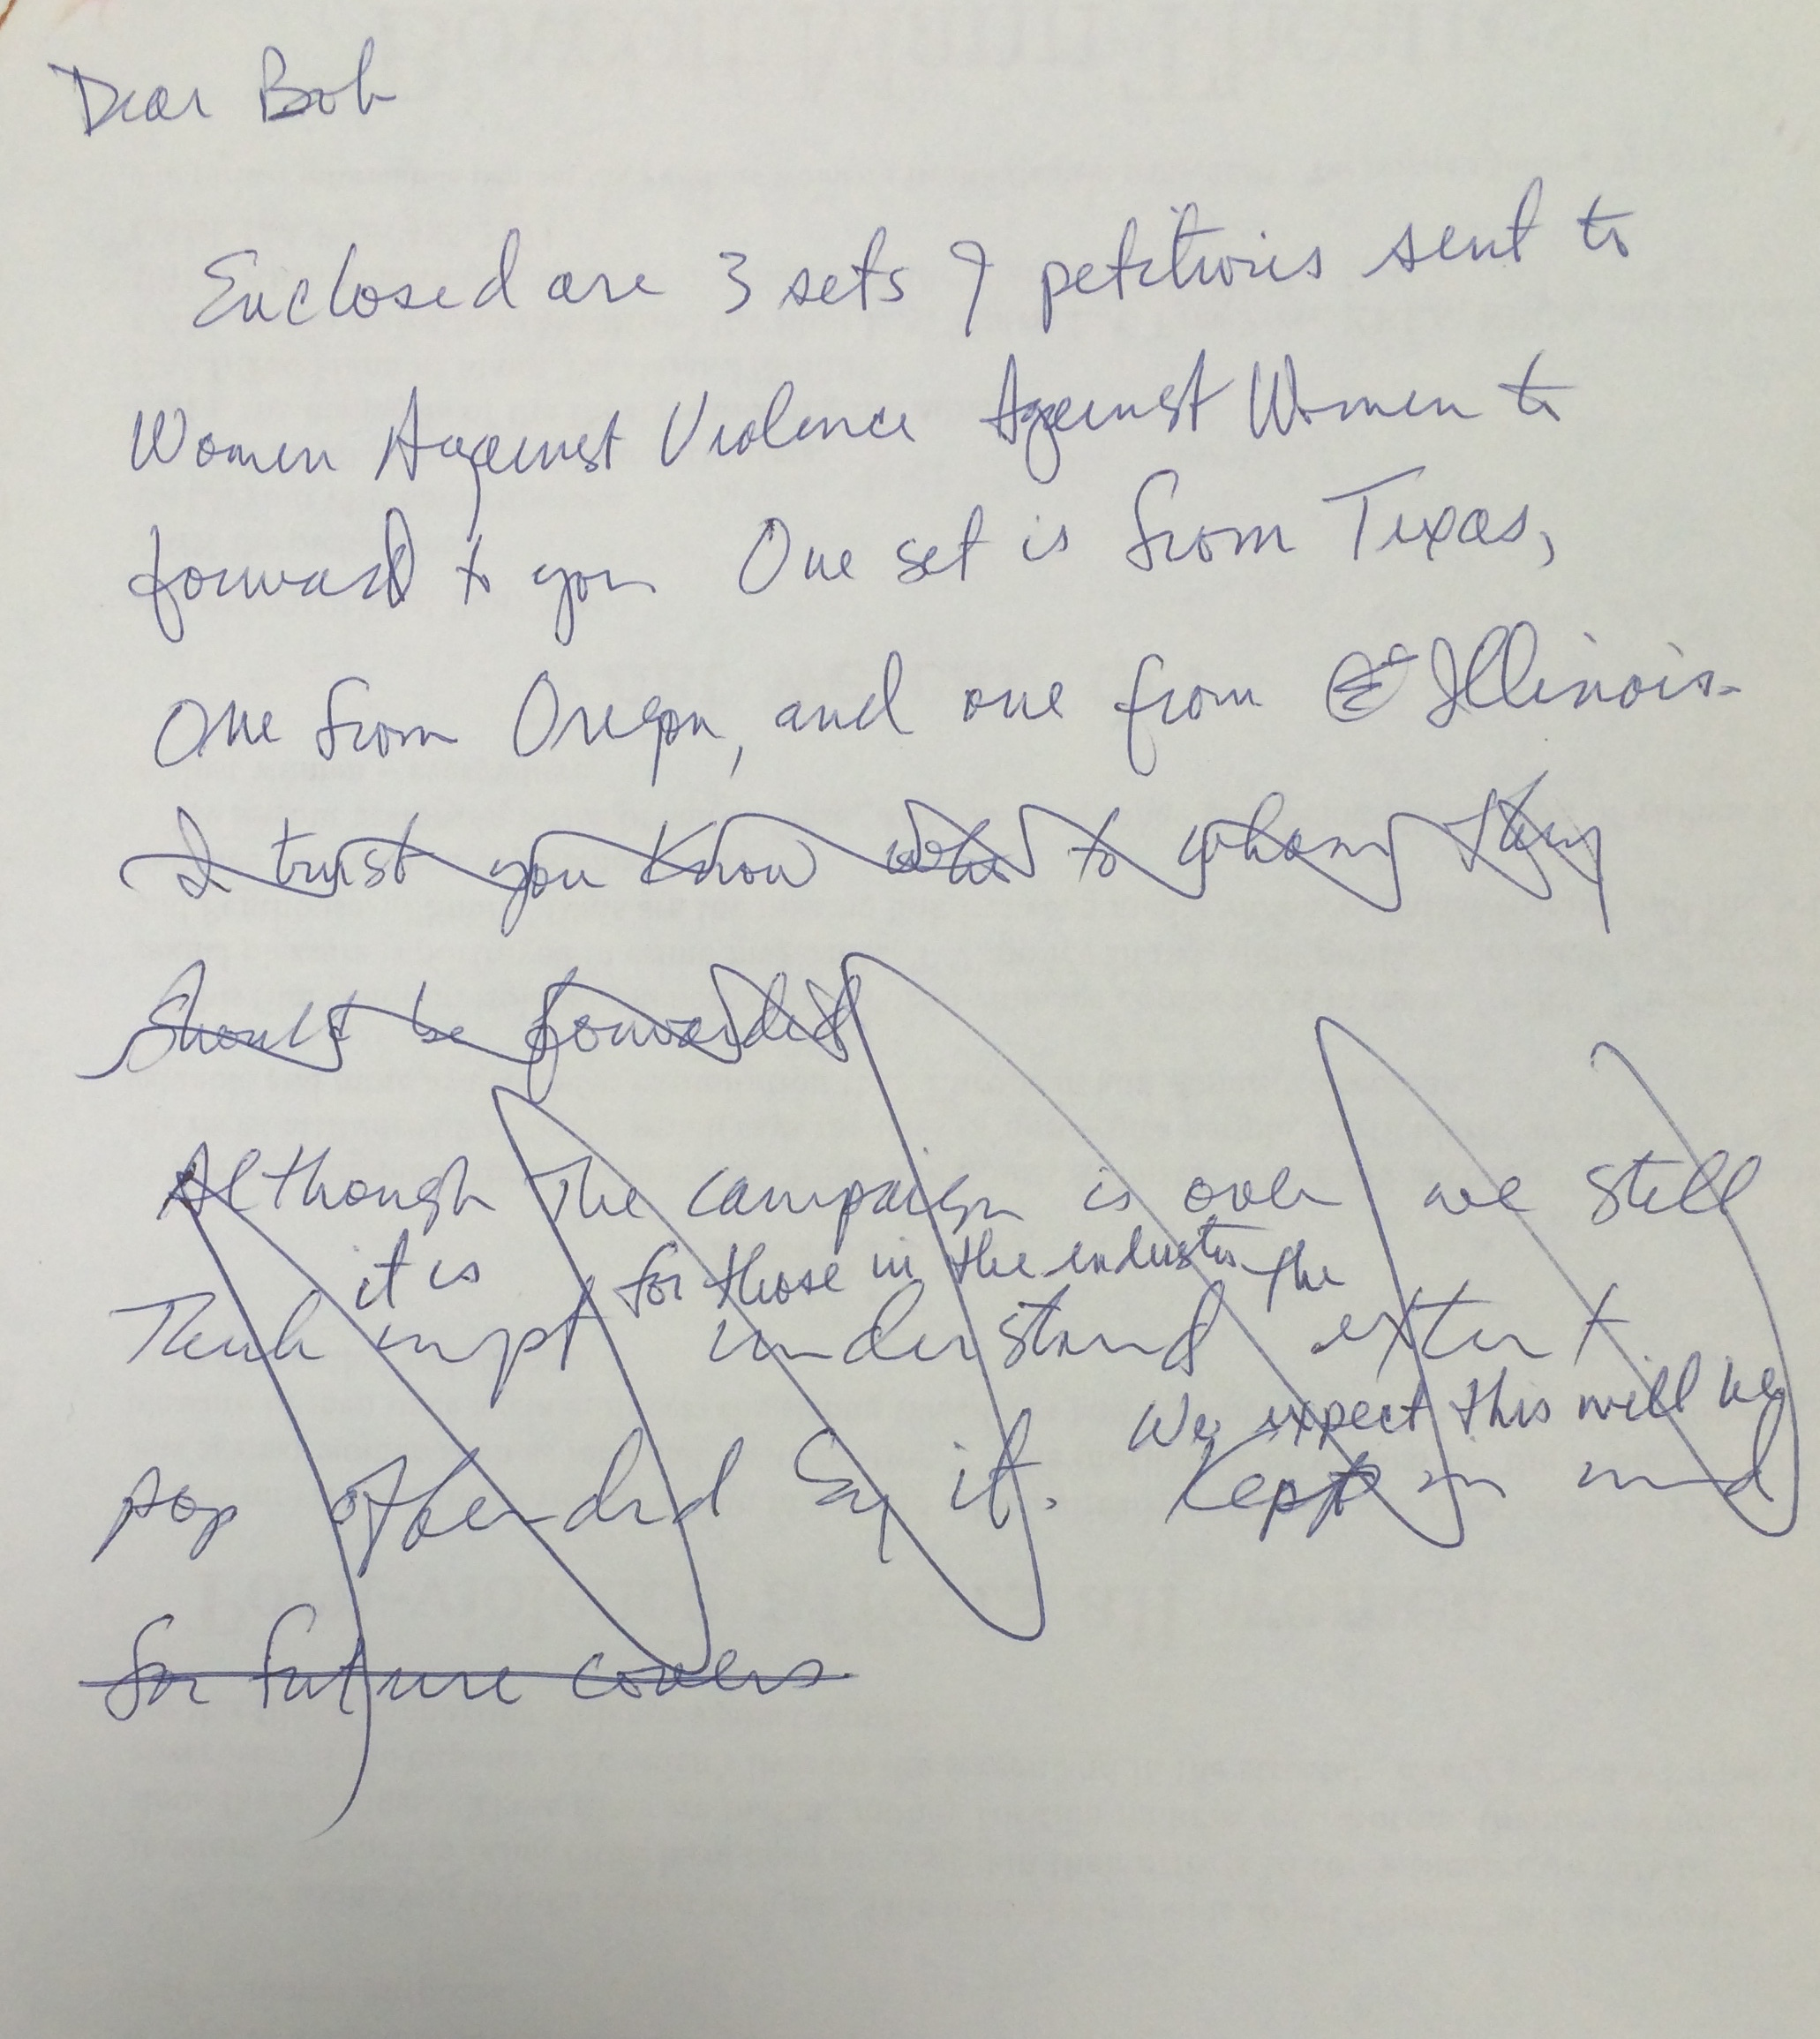 Dear Bob
Enclosed are 3 sets of petitions sent to
Women Against Violence Against Women to
forward to you One set is from Texas,
One from Oregon, and one from Illinois.
I trust you know to whom they
should be forwarded
Although the campaign is over we still
it is for those in the industry the
Think impt understand extent
We expect this will be
pop offended by it. Kept in mind
for future covers